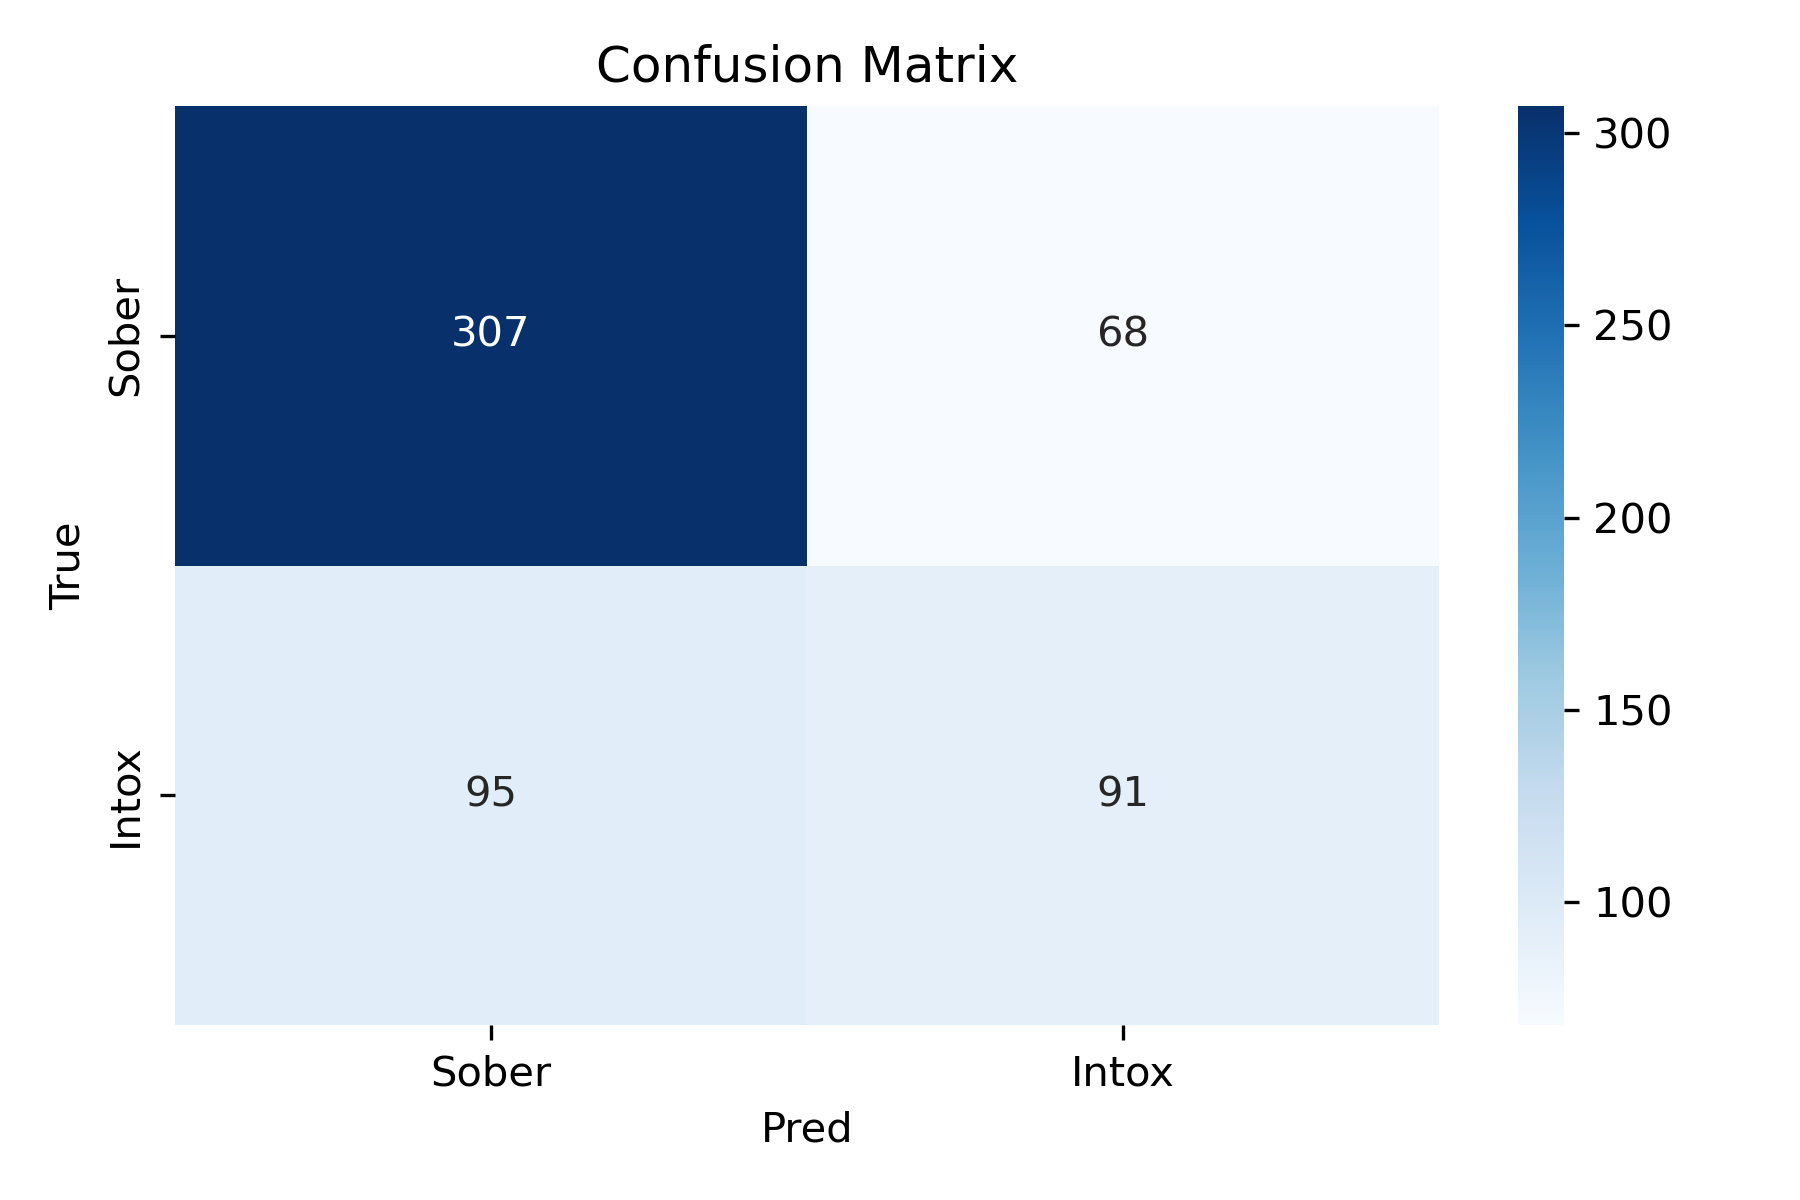 Confusion Matrix
True
Sober
307
68
Intox
95
91
Sober
Intox
Pred
300
250
200
150
100